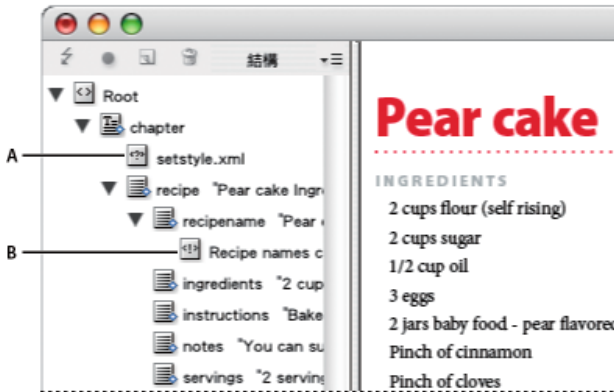 結構
Root
chapter
A
setstyle.xml
recipe "Pear cake Ingr
recipename "Pear
B
Recipe names c
ingredients "2 cup
instructions "Bake
notes "You can su
servings "2 serving
Pear cake
INGREDIENTS
2 cups flour (self rising)
2 cups sugar
1/2 cup oil
3 eggs
2 jars baby food - pear flavored
Pinch of cinnamon
Pinch of cloves